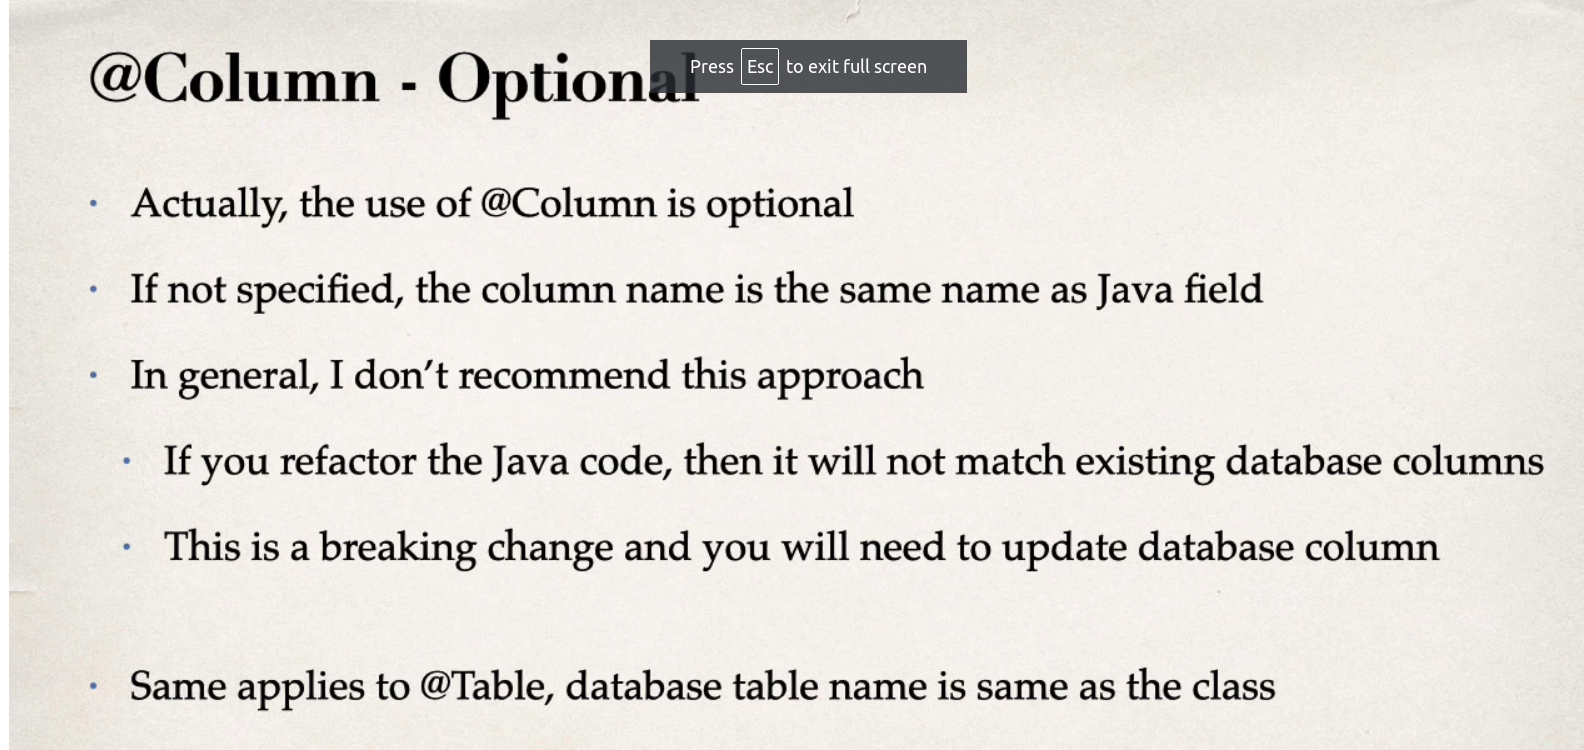 @Column - Optional
Press Esc to exit full screen
Actually, the use of @Column is optional
If not specified, the column name is the same name as Java field
In general, I don’t recommend this approach
If you refactor the Java code, then it will not match existing database columns
This is a breaking change and you will need to update database column
Same applies to @Table, database table name is same as the class